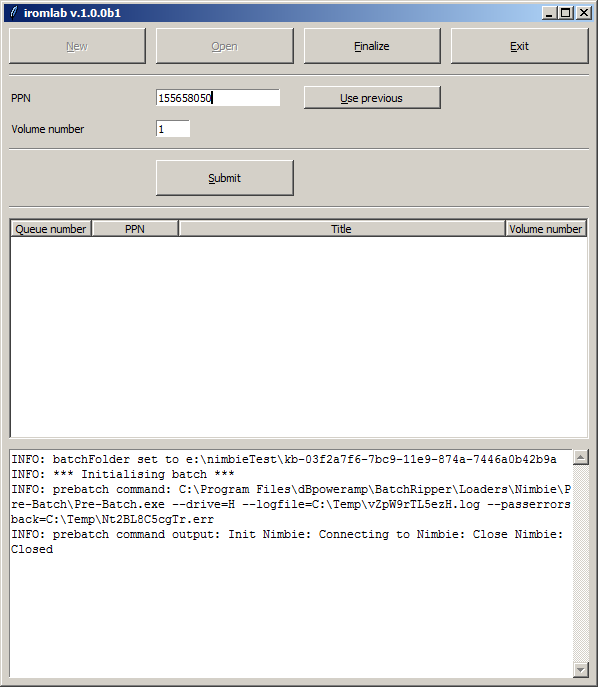 iromlab v.1.0.0b1
New Open Finalize Exit
PPN 155658050 Use previous
Volume number 1
Submit
Queue number PPN Title Volume number
INFO: batchFolder set to e:\nimbieTest\kb-03f2a7f6-7bc9-11e9-874a-7446a0b42b9a
INFO: *** Initialising batch ***
INFO: prebatch command: C:\Program Files\dBpoweramp\BatchRipper\Loaders\Nimbie\P
re-Batch\Pre-Batch.exe --drive=H --logfile=C:\Temp\vZpW9rTL5ezH.log --passerrors
back=C:\Temp\Nt2BL8C5cgTr.err
INFO: prebatch command output: Init Nimbie: Connecting to Nimbie: Close Nimbie:
Closed